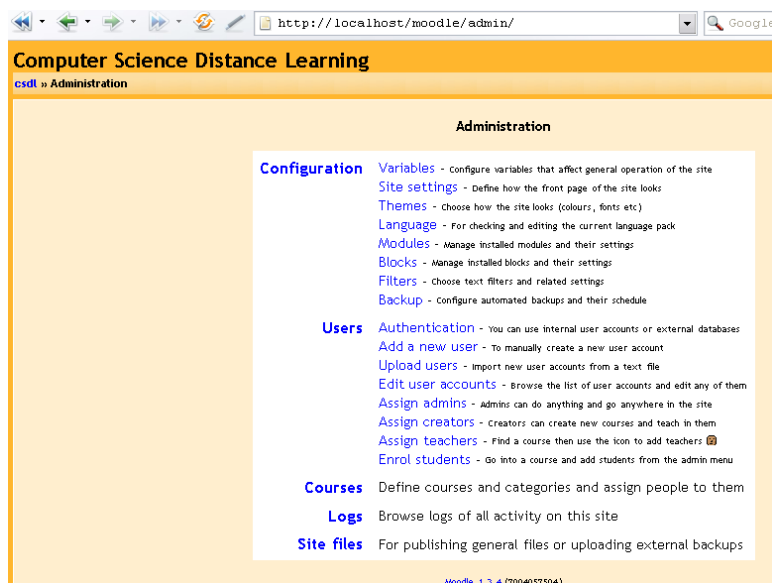 http://localhost/moodle/admin/
Google
Computer Science Distance Learning
csdl » Administration
Administration
Configuration Variables - Configure variables that affect general operation of the site
Site settings - Define how the front page of the site looks
Themes - Choose how the site looks (colours, fonts etc)
Language - For checking and editing the current language pack
Modules - Manage installed modules and their settings
Blocks - Manage installed blocks and their settings
Filters - Choose text filters and related settings
Backup - Configure automated backups and their schedule
Users Authentication - You can use internal user accounts or external databases
Add a new user - To manually create a new user account
Upload users - Import new user accounts from a text file
Edit user accounts - Browse the list of user accounts and edit any of them
Assign admins - Admins can do anything and go anywhere in the site
Assign creators - Creators can create new courses and teach in them
Assign teachers - Find a course then use the icon to add teachers
Enrol students - Go into a course and add students from the admin menu
Courses Define courses and categories and assign people to them
Logs Browse logs of all activity on this site
Site files For publishing general files or uploading external backups
Moodle 1.3.4